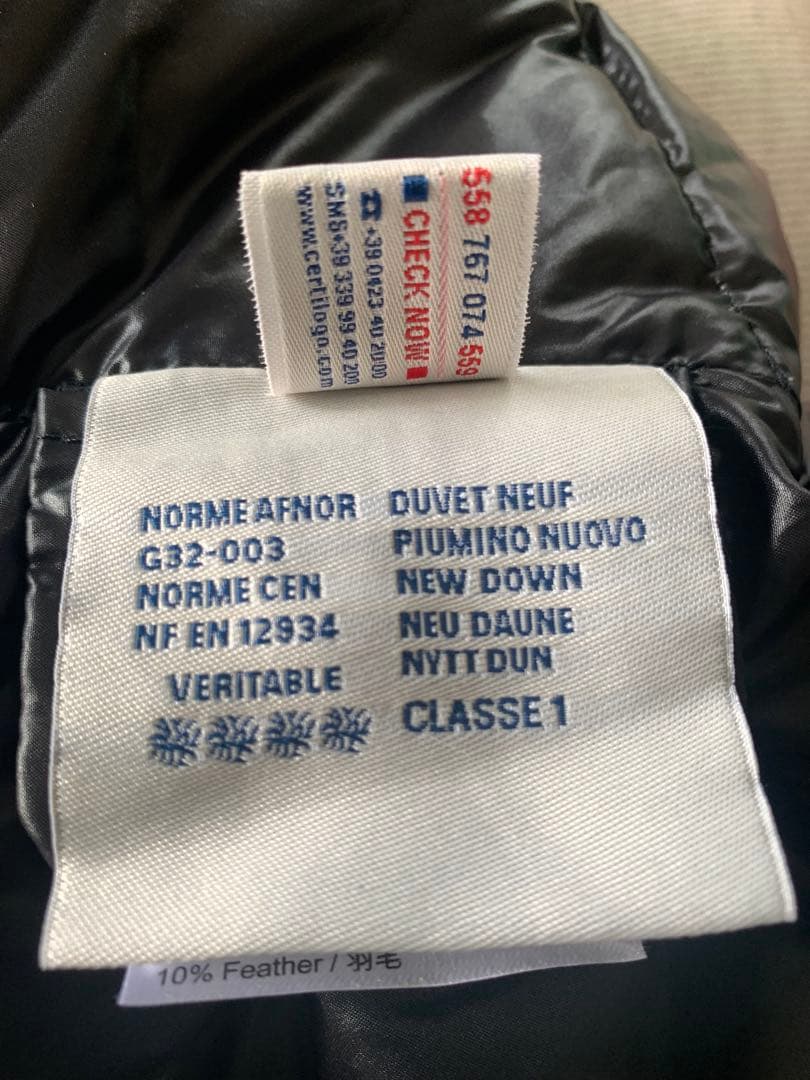 558 767 074 559
CHECK NOW
+39 0423 40 2000
SMS+39 339 99 40 200
www.certilogo.com
NORME AFNOR
G32-003
NORME CEN
NF EN 12934
VERITABLE
DUVET NEUF
PIUMINO NUOVO
NEW DOWN
NEU DAUNE
NYTT DUN
CLASSE 1
10% Feather / 羽毛